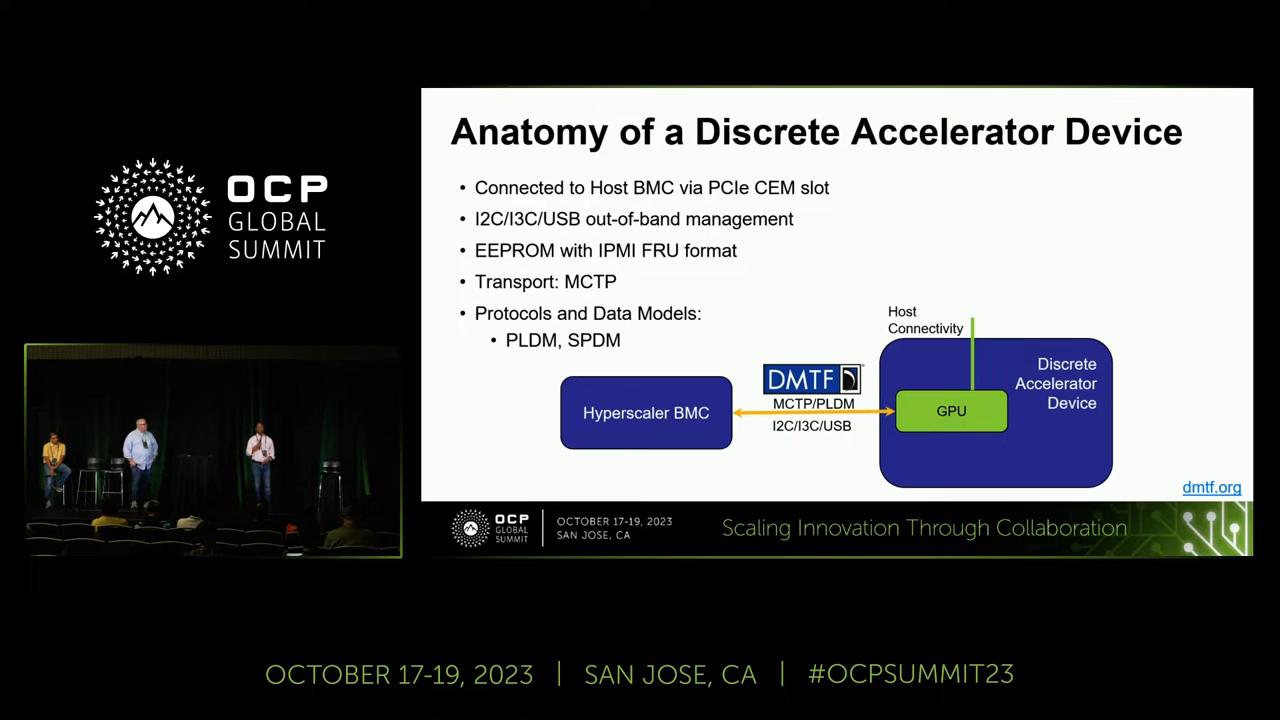 OCP
GLOBAL
SUMMIT
Anatomy of a Discrete Accelerator Device
• Connected to Host BMC via PCIe CEM slot
• I2C/I3C/USB out-of-band management
• EEPROM with IPMI FRU format
• Transport: MCTP
• Protocols and Data Models:
• PLDM, SPDM
Host
Connectivity
Hyperscaler BMC
DMTF
MCTP/PLDM
I2C/I3C/USB
GPU
Discrete
Accelerator
Device
dmtf.org
OCP
GLOBAL
SUMMIT
OCTOBER 17-19, 2023
SAN JOSE, CA
Scaling Innovation Through Collaboration
OCTOBER 17-19, 2023 | SAN JOSE, CA | #OCPSUMMIT23